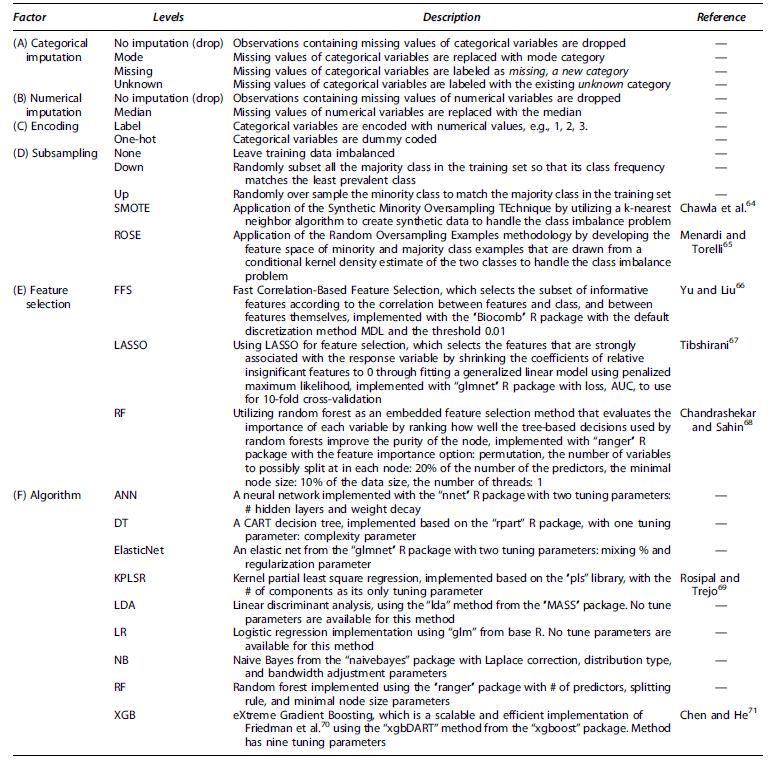 Factor Levels Description Reference
(A) Categorical No imputation (drop) Observations containing missing values of categorical variables are dropped —
imputation Mode Missing values of categorical variables are replaced with mode category —
Missing Missing values of categorical variables are labeled as missing, a new category —
Unknown Missing values of categorical variables are labeled with the existing unknown category —
(B) Numerical No imputation (drop) Observations containing missing values of numerical variables are dropped —
imputation Median Missing values of numerical variables are replaced with the median —
(C) Encoding Label Categorical variables are encoded with numerical values, e.g., 1, 2, 3. —
One-hot Categorical variables are dummy coded —
(D) Subsampling None Leave training data imbalanced —
Down Randomly subset all the majority class in the training set so that its class frequency —
matches the least prevalent class
Up Randomly over sample the minority class to match the majority class in the training set —
SMOTE Application of the Synthetic Minority Oversampling TEchnique by utilizing a k-nearest Chawla et al.64
neighbor algorithm to create synthetic data to handle the class imbalance problem
ROSE Application of the Random Oversampling Examples methodology by developing the Menardi and
feature space of minority and majority class examples that are drawn from a Torelli65
conditional kernel density estimate of the two classes to handle the class imbalance
problem
(E) Feature FFS Fast Correlation-Based Feature Selection, which selects the subset of informative Yu and Liu66
selection features according to the correlation between features and class, and between
features themselves, implemented with the "Biocomb" R package with the default
discretization method MDL and the threshold 0.01
LASSO Using LASSO for feature selection, which selects the features that are strongly Tibshirani67
associated with the response variable by shrinking the coefficients of relative
insignificant features to 0 through fitting a generalized linear model using penalized
maximum likelihood, implemented with "glmnet" R package with loss, AUC, to use
for 10-fold cross-validation
RF Utilizing random forest as an embedded feature selection method that evaluates the Chandrashekar
importance of each variable by ranking how well the tree-based decisions used by and Sahin68
random forests improve the purity of the node, implemented with "ranger" R
package with the feature importance option: permutation, the number of variables
to possibly split at in each node: 20% of the number of the predictors, the minimal
node size: 10% of the data size, the number of threads: 1
(F) Algorithm ANN A neural network implemented with the "nnet" R package with two tuning parameters: —
# hidden layers and weight decay
DT A CART decision tree, implemented based on the "rpart" R package, with one tuning —
parameter: complexity parameter
ElasticNet An elastic net from the "glmnet" R package with two tuning parameters: mixing % and —
regularization parameter
KPLSR Kernel partial least square regression, implemented based on the "pls" library, with the Rosipal and
# of components as its only tuning parameter Trejo69
LDA Linear discriminant analysis, using the "lda" method from the "MASS" package. No tune —
parameters are available for this method
LR Logistic regression implementation using "glm" from base R. No tune parameters are —
available for this method
NB Naive Bayes from the "naivebayes" package with Laplace correction, distribution type, —
and bandwidth adjustment parameters
RF Random forest implemented using the "ranger" package with # of predictors, splitting —
rule, and minimal node size parameters
XGB eXtreme Gradient Boosting, which is a scalable and efficient implementation of Chen and He71
Friedman et al.70 using the "xgbDART" method from the "xgboost" package. Method
has nine tuning parameters